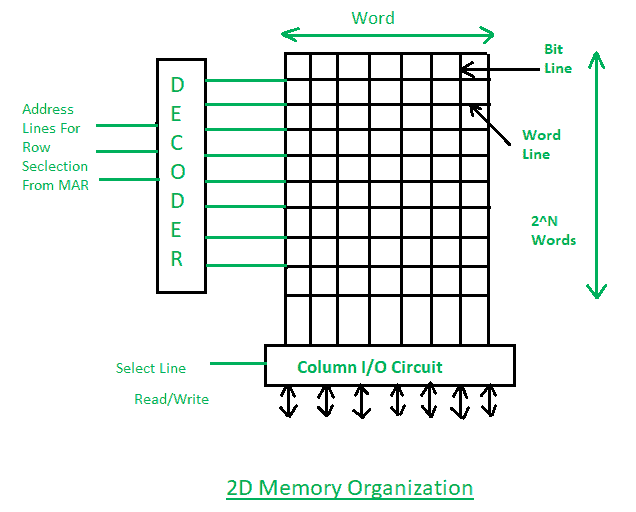 Word
Bit
Line
D
E
C
O
D
E
R
Address
Lines For
Row
Seclection
From MAR
Word
Line
2^N
Words
Select Line
Column I/O Circuit
Read/Write
2D Memory Organization